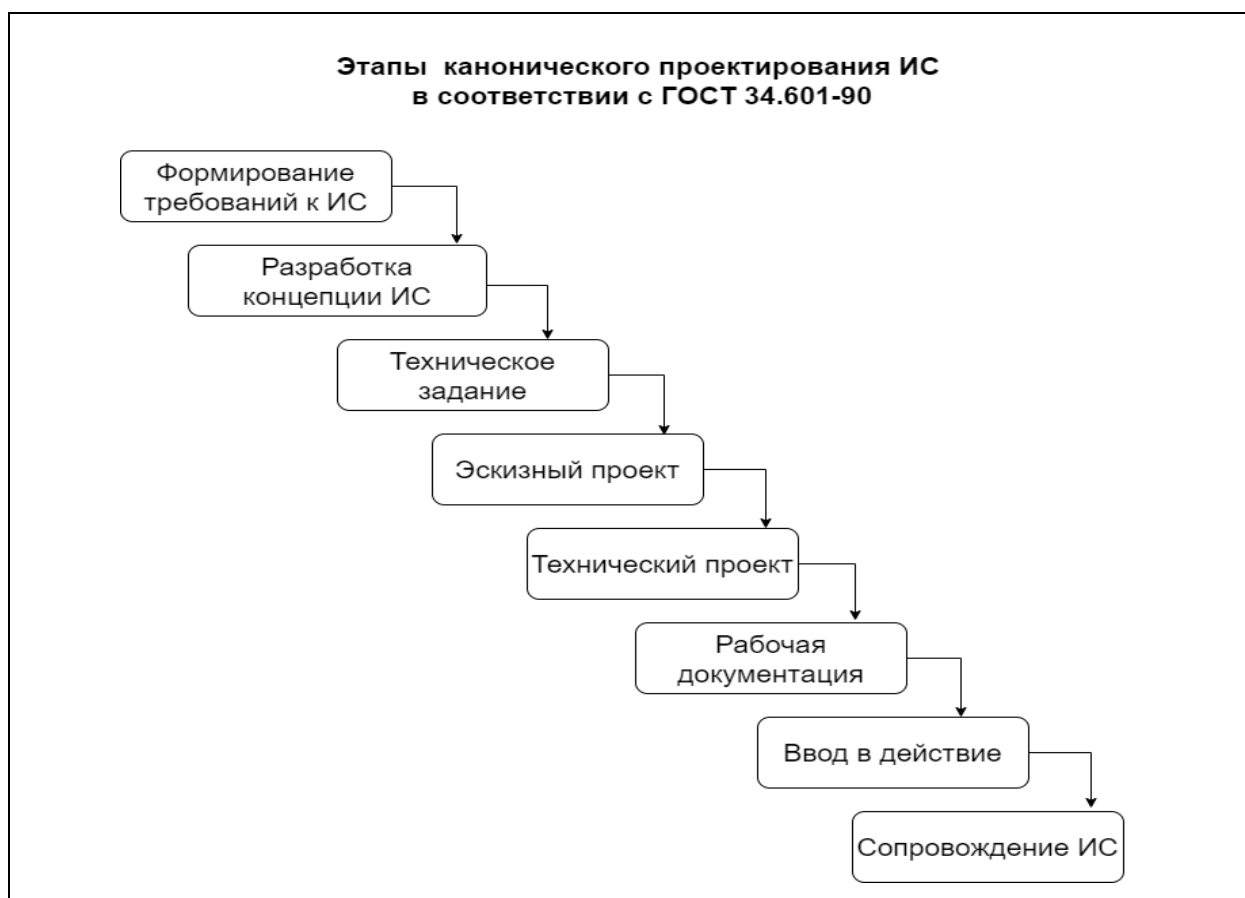 Этапы канонического проектирования ИС
в соответствии с ГОСТ 34.601-90
Формирование
требований к ИС
Разработка
концепции ИС
Техническое
задание
Эскизный проект
Технический проект
Рабочая
документация
Ввод в действие
Сопровождение ИС